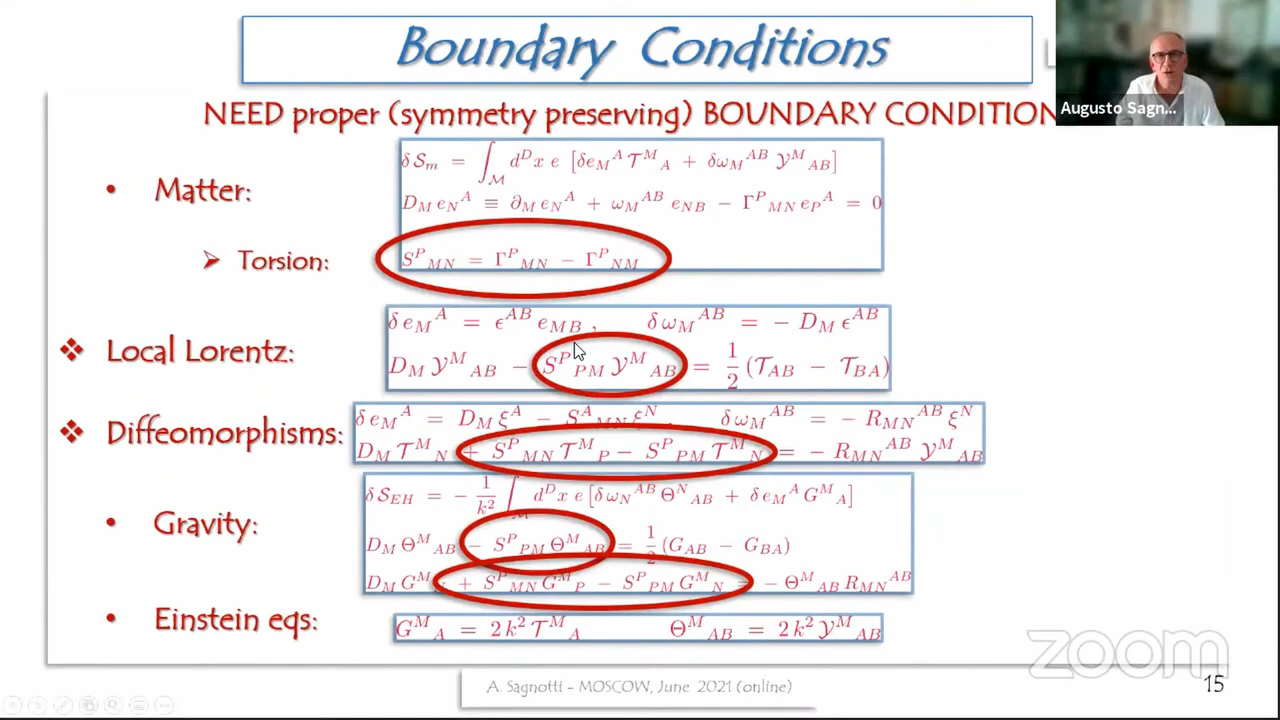 Boundary Conditions
NEED proper (symmetry preserving) BOUNDARY CONDITION
Augusto Sagn...
• Matter:
δS_m = ∫_M d^D x e [δe_M^A T^M_A + δω_M^{AB} Y^M_{AB}]
D_M e_N^A ≡ ∂_M e_N^A + ω_M^{AB} e_{NB} − Γ^P_{MN} e_P^A = 0
➢ Torsion:
S^P_{MN} = Γ^P_{MN} − Γ^P_{NM}
❖ Local Lorentz:
δe_M^A = ϵ^{AB} e_{MB} , δω_M^{AB} = − D_M ϵ^{AB}
D_M Y^M_{AB} − S^P_{PM} Y^M_{AB} = 1/2 (T_{AB} − T_{BA})
❖ Diffeomorphisms:
δe_M^A = D_M ξ^A − S^A_{MN} ξ^N , δω_M^{AB} = − R_{MN}^{AB} ξ^N
D_M T^M_N + S^P_{MN} T^M_P − S^P_{PM} T^M_N = − R_{MN}^{AB} Y^M_{AB}
• Gravity:
δS_{EH} = − 1/k^2 ∫_M d^D x e [δω_N^{AB} Θ^N_{AB} + δe_M^A G^M_A]
D_M Θ^M_{AB} − S^P_{PM} Θ^M_{AB} = 1/2 (G_{AB} − G_{BA})
D_M G^M + S^P_{MN} G^M_P − S^P_{PM} G^M_N = − Θ^M_{AB} R_{MN}^{AB}
• Einstein eqs:
G^M_A = 2k^2 T^M_A Θ^M_{AB} = 2k^2 Y^M_{AB}
zoom
A. Sagnotti - MOSCOW, June 2021 (online)
15